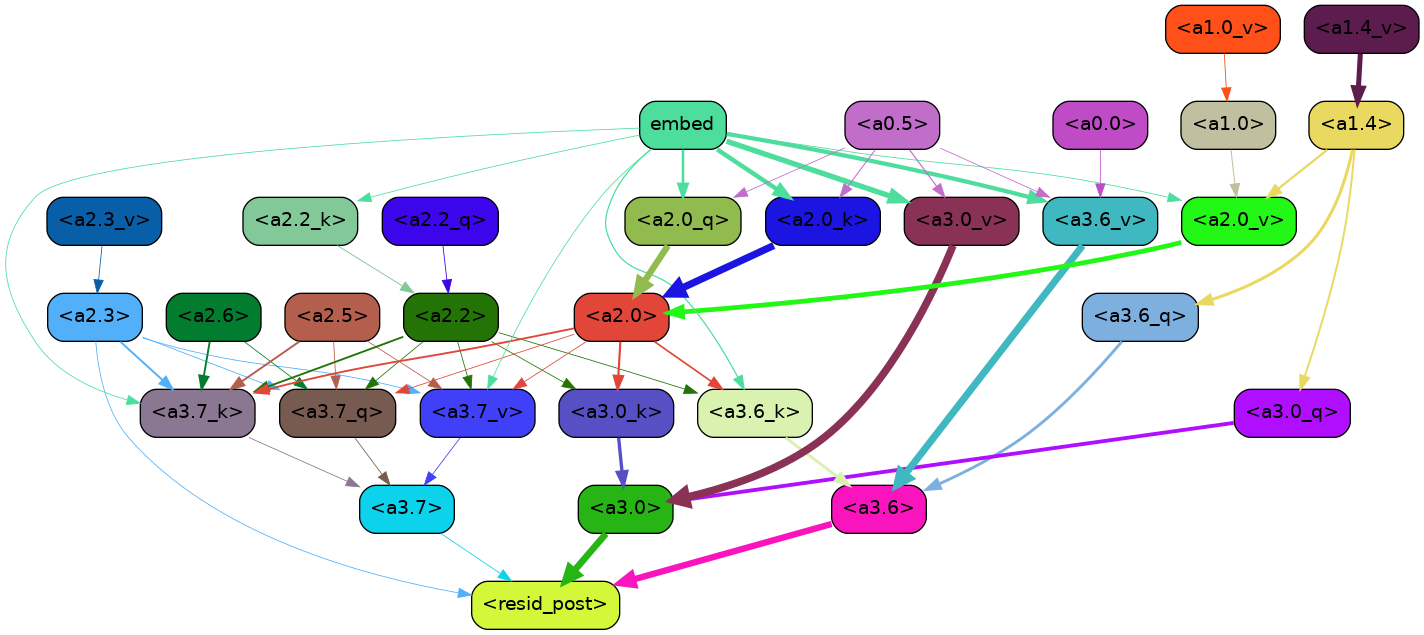 <a1.0_v>
<a1.4_v>
embed
<a0.5>
<a0.0>
<a1.0>
<a1.4>
<a2.3_v>
<a2.2_k>
<a2.2_q>
<a2.0_q>
<a2.0_k>
<a3.0_v>
<a3.6_v>
<a2.0_v>
<a2.3>
<a2.6>
<a2.5>
<a2.2>
<a2.0>
<a3.6_q>
<a3.7_k>
<a3.7_q>
<a3.7_v>
<a3.0_k>
<a3.6_k>
<a3.0_q>
<a3.7>
<a3.0>
<a3.6>
<resid_post>